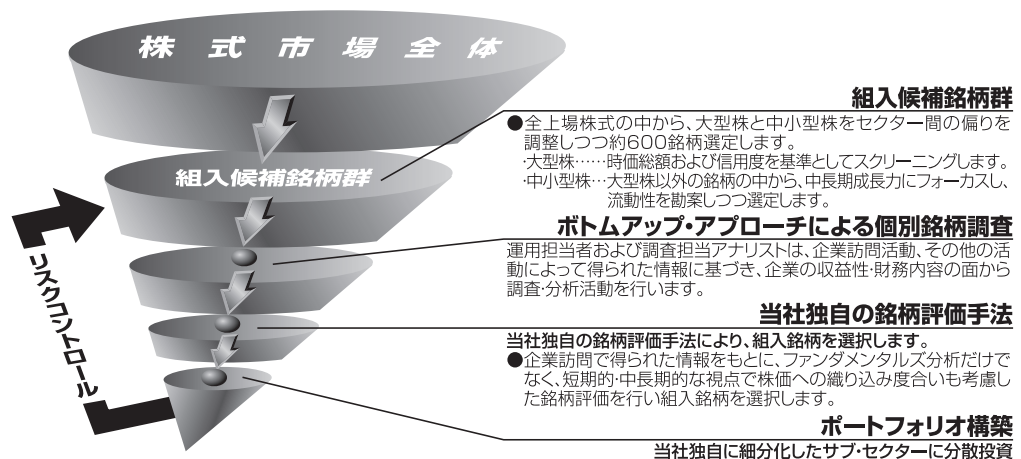 株式市場全体
組入候補銘柄群
リスクコントロール
組入候補銘柄群
●全上場株式の中から、大型株と中小型株をセクター間の偏りを
調整しつつ約600銘柄選定します。
・大型株……時価総額および信用度を基準としてスクリーニングします。
・中小型株…大型株以外の銘柄の中から、中長期成長力にフォーカスし、
流動性を勘案しつつ選定します。
ボトムアップ・アプローチによる個別銘柄調査
運用担当者および調査担当アナリストは、企業訪問活動、その他の活
動によって得られた情報に基づき、企業の収益性・財務内容の面から
調査・分析活動を行います。
当社独自の銘柄評価手法
当社独自の銘柄評価手法により、組入銘柄を選択します。
●企業訪問で得られた情報をもとに、ファンダメンタルズ分析だけで
なく、短期的・中長期的な視点で株価への織り込み度合いも考慮し
た銘柄評価を行い組入銘柄を選択します。
ポートフォリオ構築
当社独自に細分化したサブ・セクターに分散投資